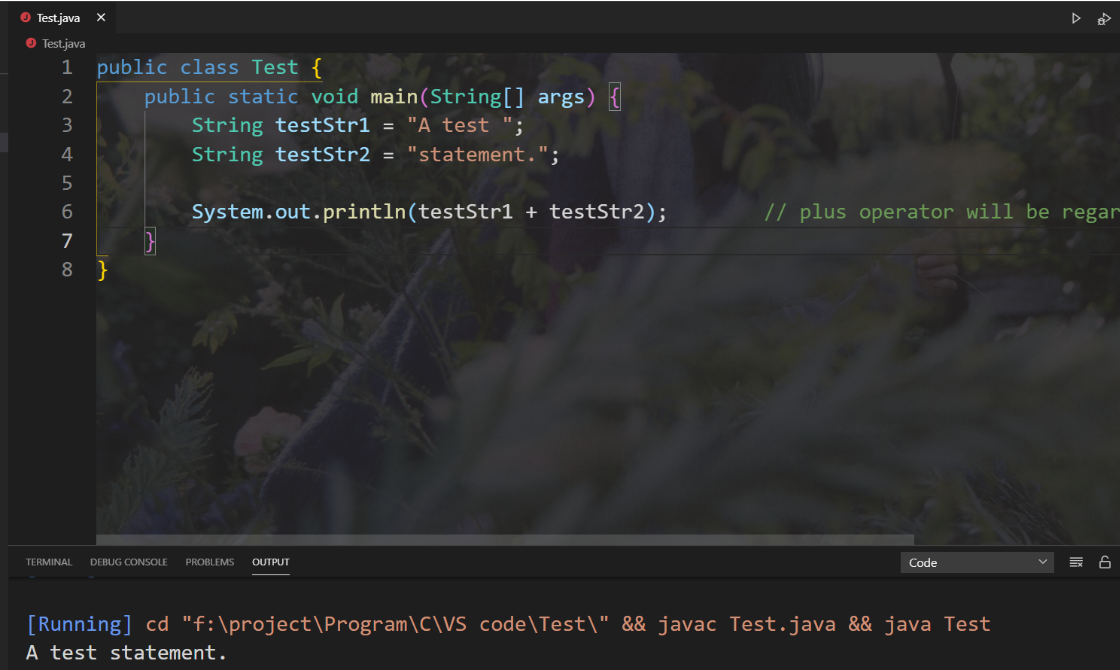 Test.java
Test.java
1 public class Test {
2 public static void main(String[] args) {
3 String testStr1 = "A test ";
4 String testStr2 = "statement.";
5
6 System.out.println(testStr1 + testStr2); // plus operator will be regar
7 }
8 }
TERMINAL DEBUG CONSOLE PROBLEMS OUTPUT Code
[Running] cd "f:\project\Program\C\VS code\Test\" && javac Test.java && java Test
A test statement.